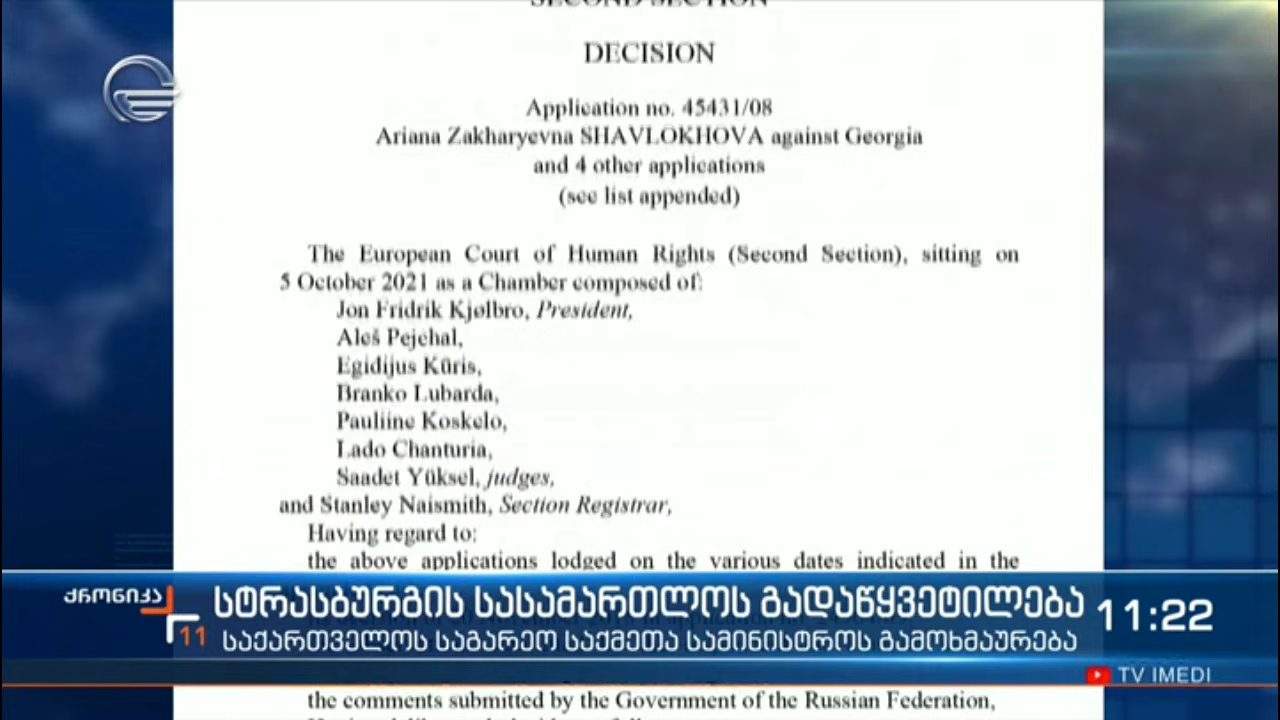 SECOND SECTION
DECISION
Application no. 45431/08
Ariana Zakharyevna SHAVLOKHOVA against Georgia
and 4 other applications
(see list appended)
The European Court of Human Rights (Second Section), sitting on
5 October 2021 as a Chamber composed of:
Jon Fridrik Kjølbro, President,
Aleš Pejchal,
Egidijus Kūris,
Branko Lubarda,
Pauliine Koskelo,
Lado Chanturia,
Saadet Yüksel, judges,
and Stanley Naismith, Section Registrar,
Having regard to:
the above applications lodged on the various dates indicated in the
ქრონიკა 11
სტრასბურგის სასამართლოს გადაწყვეტილება
11:22
საქართველოს საგარეო საქმეთა სამინისტროს გამოხმაურება
TV IMEDI
the comments submitted by the Government of the Russian Federation,